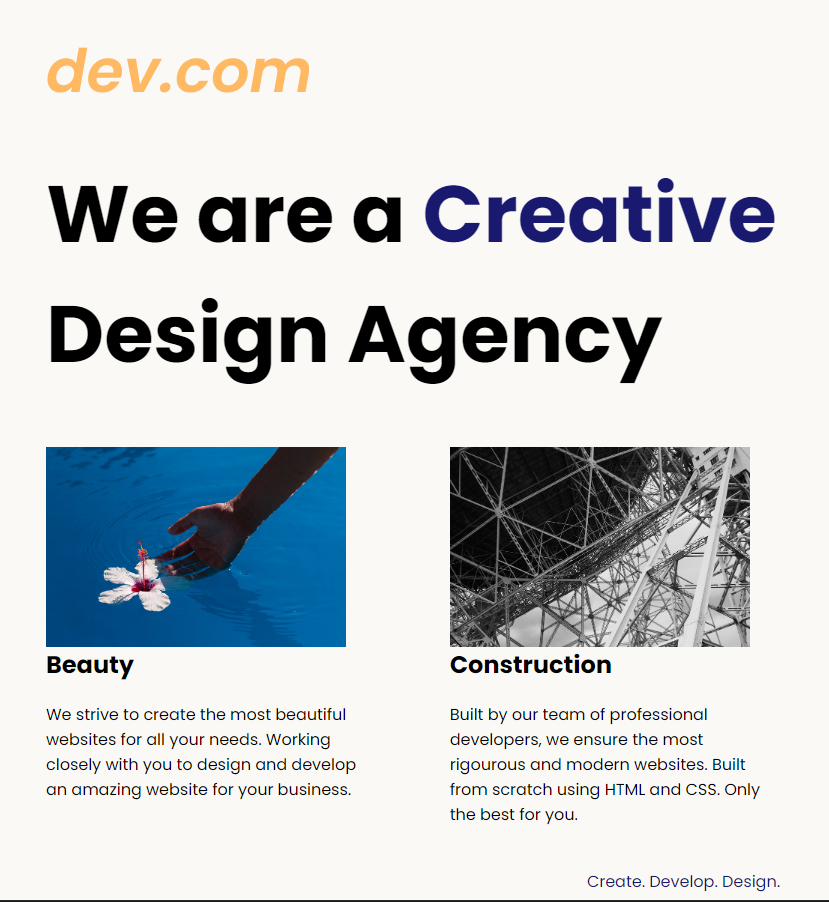 dev.com
We are a Creative
Design Agency
Beauty
We strive to create the most beautiful
websites for all your needs. Working
closely with you to design and develop
an amazing website for your business.
Construction
Built by our team of professional
developers, we ensure the most
rigourous and modern websites. Built
from scratch using HTML and CSS. Only
the best for you.
Create. Develop. Design.